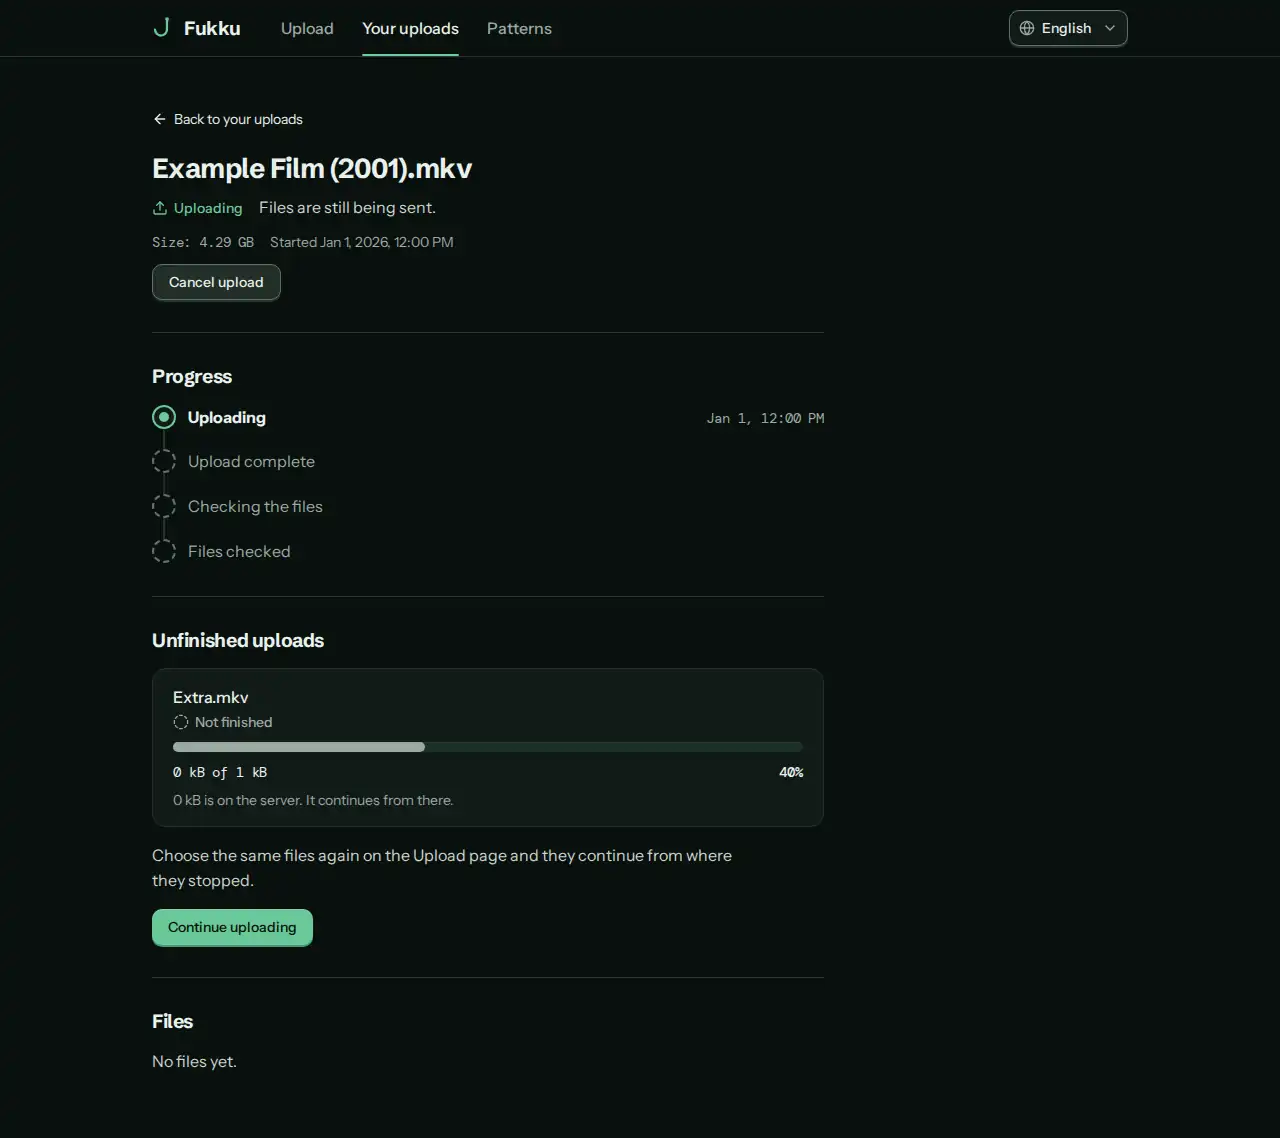 Fukku
Upload
Your uploads
Patterns
English
Back to your uploads
Example Film (2001).mkv
Uploading
Files are still being sent.
Size: 4.29 GB
Started Jan 1, 2026, 12:00 PM
Cancel upload
Progress
Uploading
Jan 1, 12:00 PM
Upload complete
Checking the files
Files checked
Unfinished uploads
Extra.mkv
Not finished
0 kB of 1 kB
40%
0 kB is on the server. It continues from there.
Choose the same files again on the Upload page and they continue from where
they stopped.
Continue uploading
Files
No files yet.